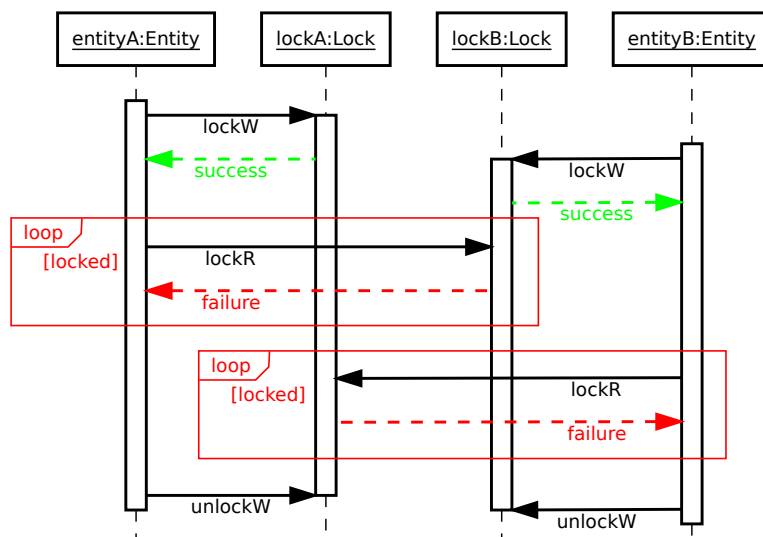 entityA:Entity
lockA:Lock
lockB:Lock
entityB:Entity
lockW
success
lockW
success
loop
[locked]
lockR
failure
loop
[locked]
lockR
failure
unlockW
unlockW